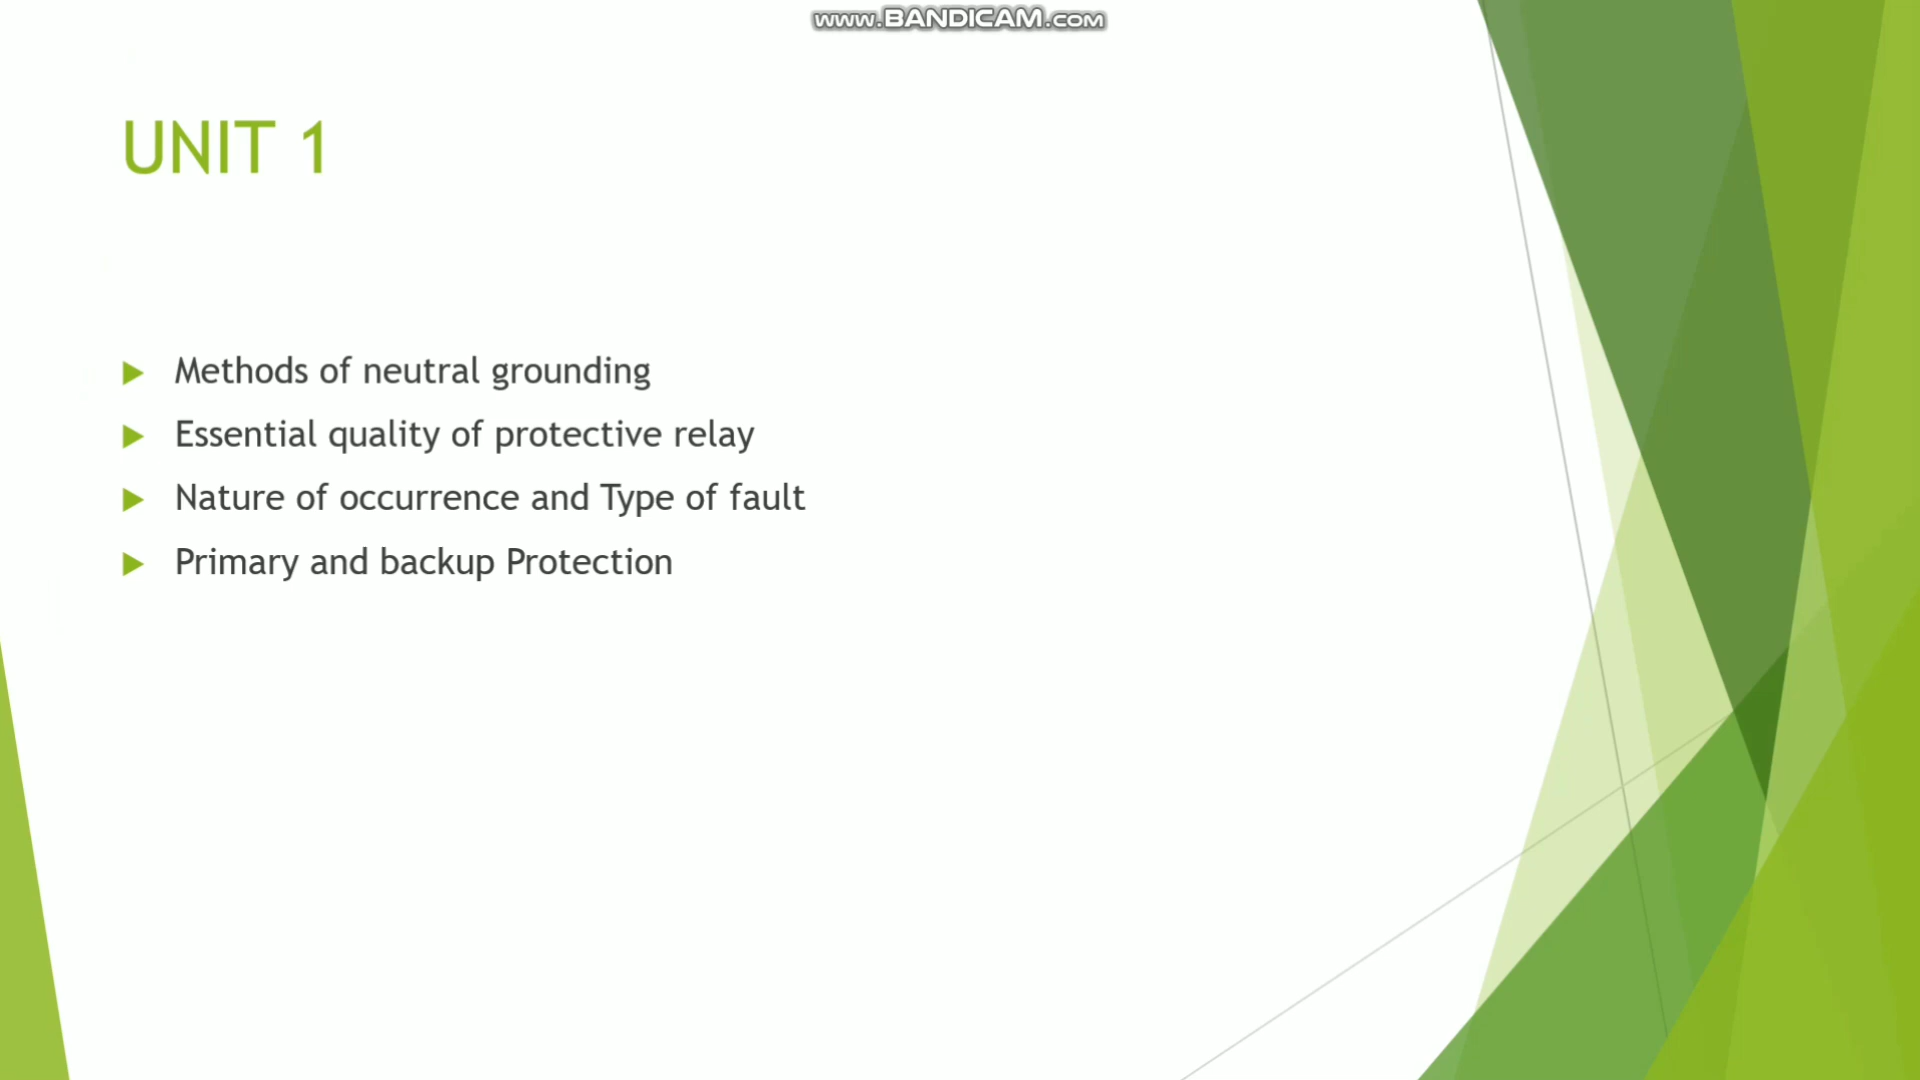 www.BANDICAM.com
UNIT 1
Methods of neutral grounding
Essential quality of protective relay
Nature of occurrence and Type of fault
Primary and backup Protection